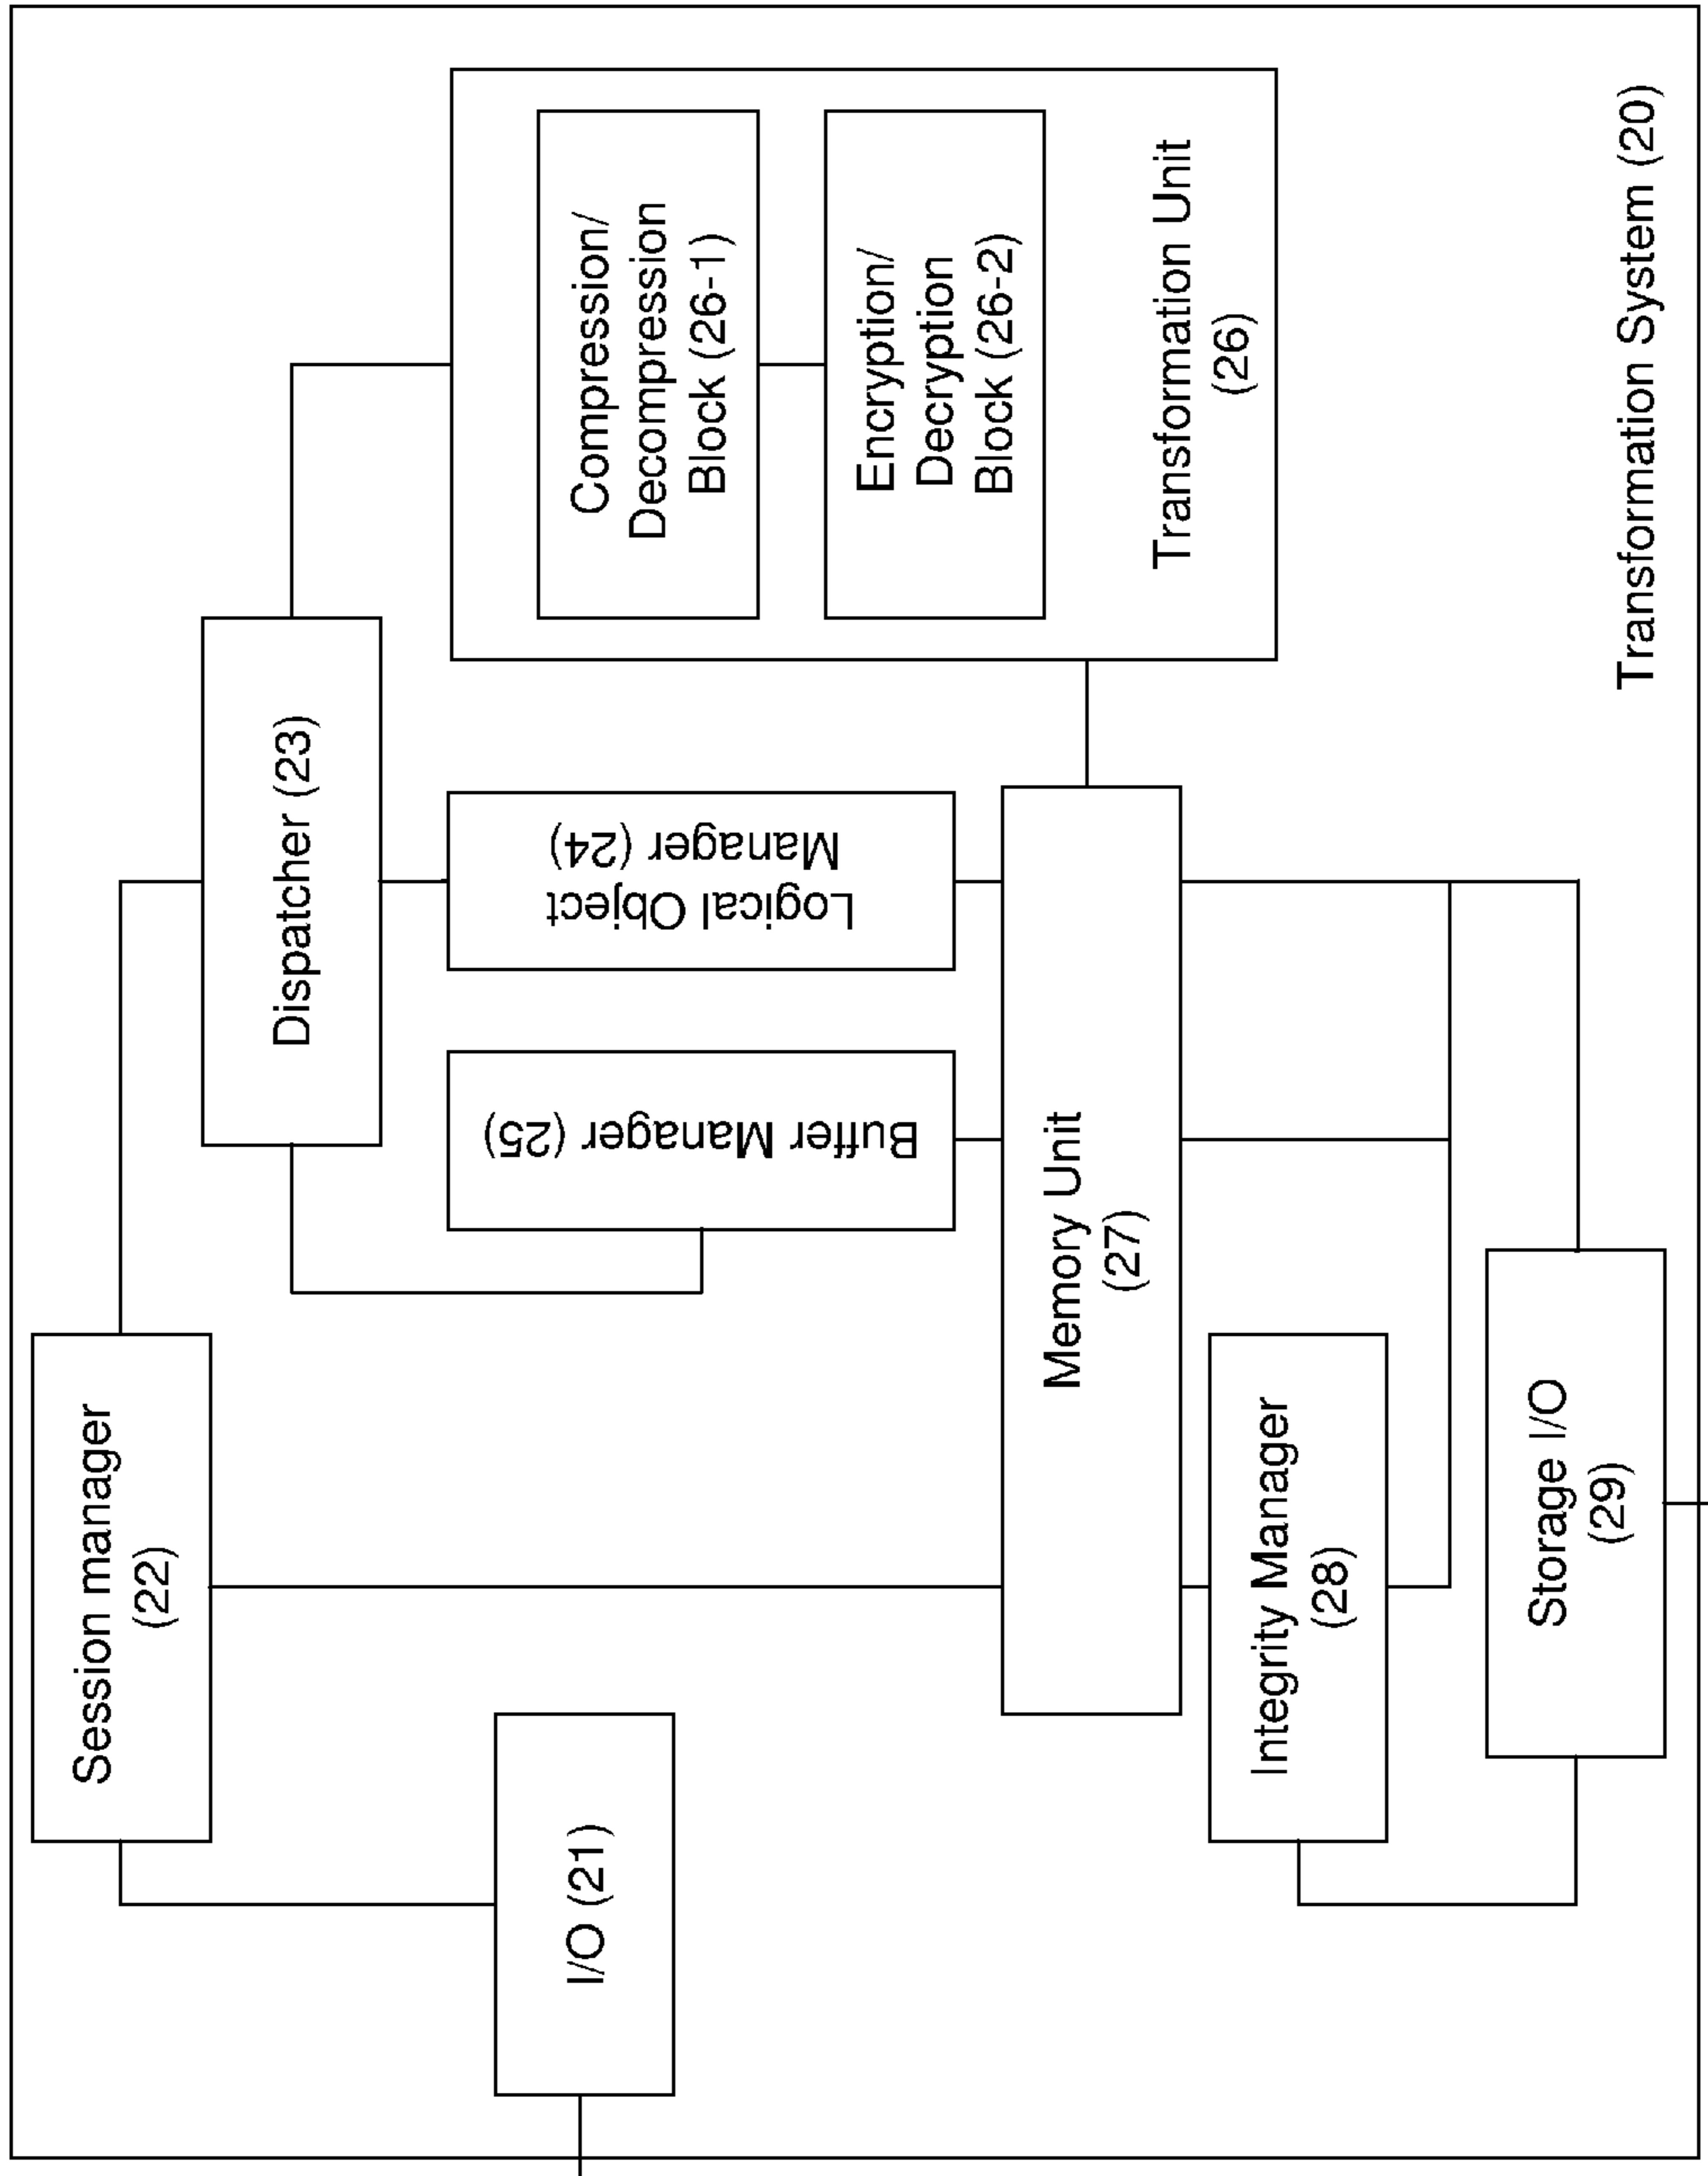 Session manager
(22)
Dispatcher (23)
I/O (21)
Buffer Manager (25)
Logical Object
Manager (24)
Compression/
Decompression
Block (26-1)
Encryption/
Decryption
Block (26-2)
Transformation Unit
(26)
Memory Unit
(27)
Integrity Manager
(28)
Storage I/O
(29)
Transformation System (20)